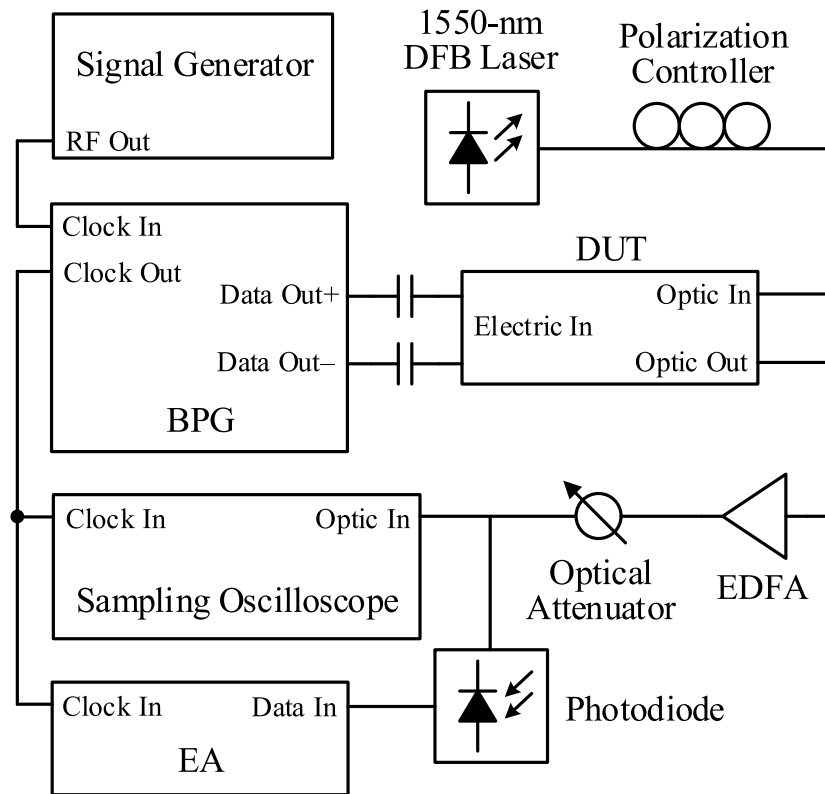 1550-nm
DFB Laser
Polarization
Controller
Signal Generator
RF Out
Clock In
Clock Out
Data Out+
Data Out–
BPG
DUT
Optic In
Electric In
Optic Out
Clock In
Optic In
Sampling Oscilloscope
Optical
Attenuator
EDFA
Clock In
Data In
EA
Photodiode